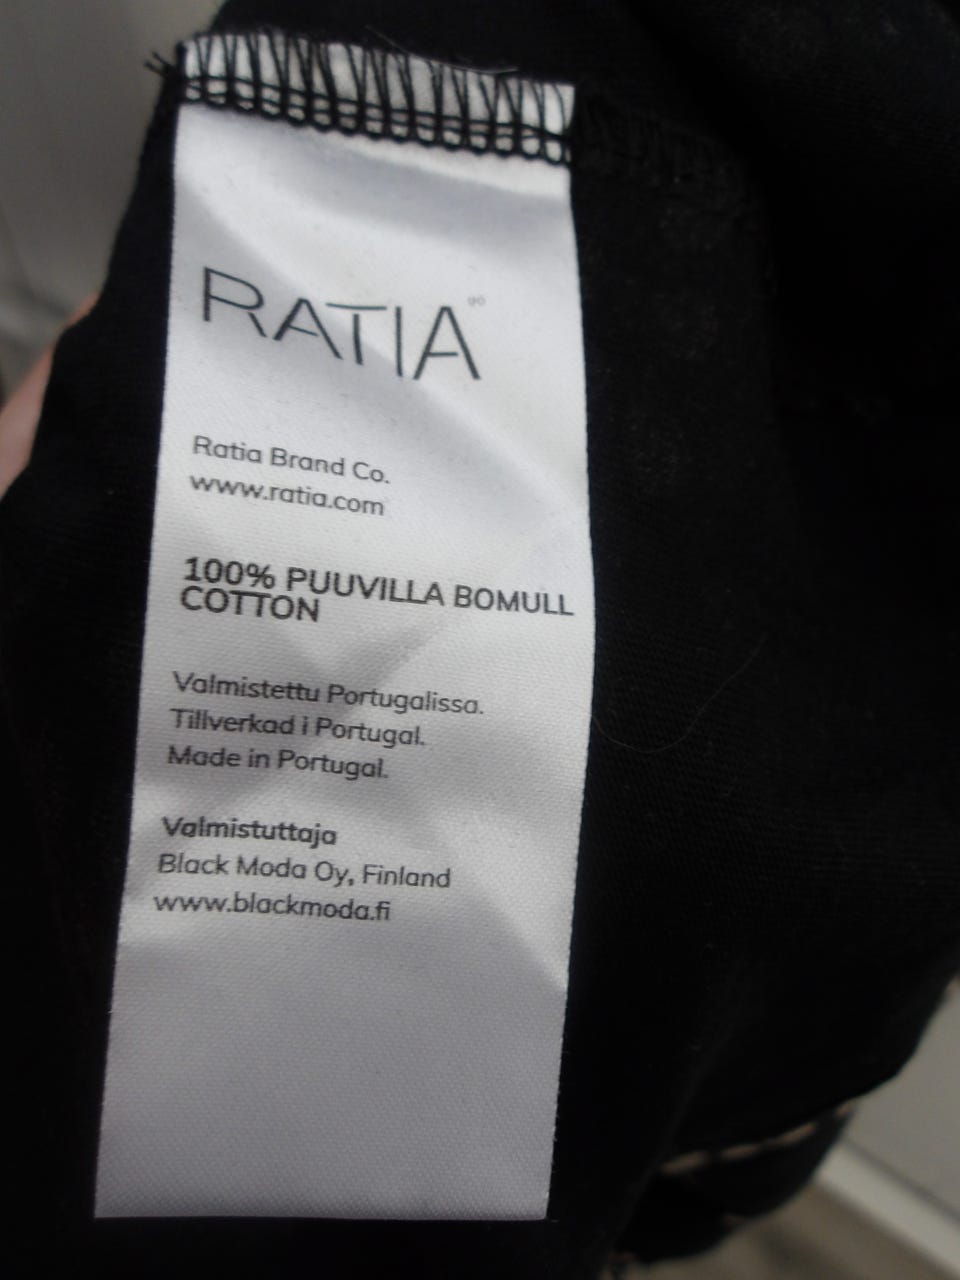 RATIA
Ratia Brand Co.
www.ratia.com
100% PUUVILLA BOMULL
COTTON
Valmistettu Portugalissa.
Tillverkad i Portugal.
Made in Portugal.
Valmistuttaja
Black Moda Oy, Finland
www.blackmoda.fi